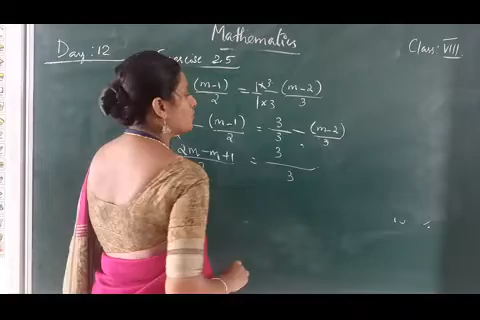 Mathematics
Day:12
Class: VIII
Exercise 2.5
(m-1)/2 = 1×3/1×3 (m-2)/3
- (m-1)/2 = 3/3 - (m-2)/3
2m-m+1 = 3
3